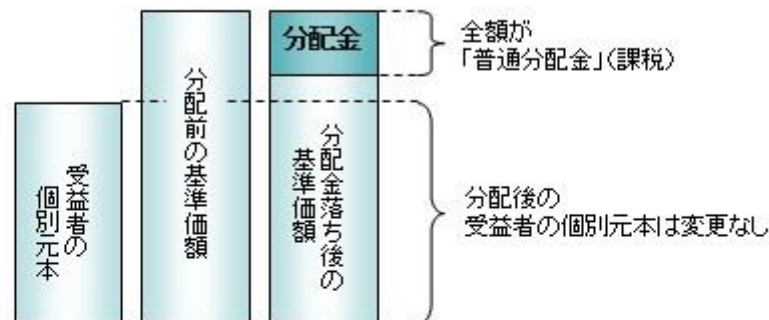 分配金
全額が
「普通分配金」(課税)
受益者の
個別元本
分配前の基準価額
分配金落ち後の
基準価額
分配後の
受益者の個別元本は変更なし